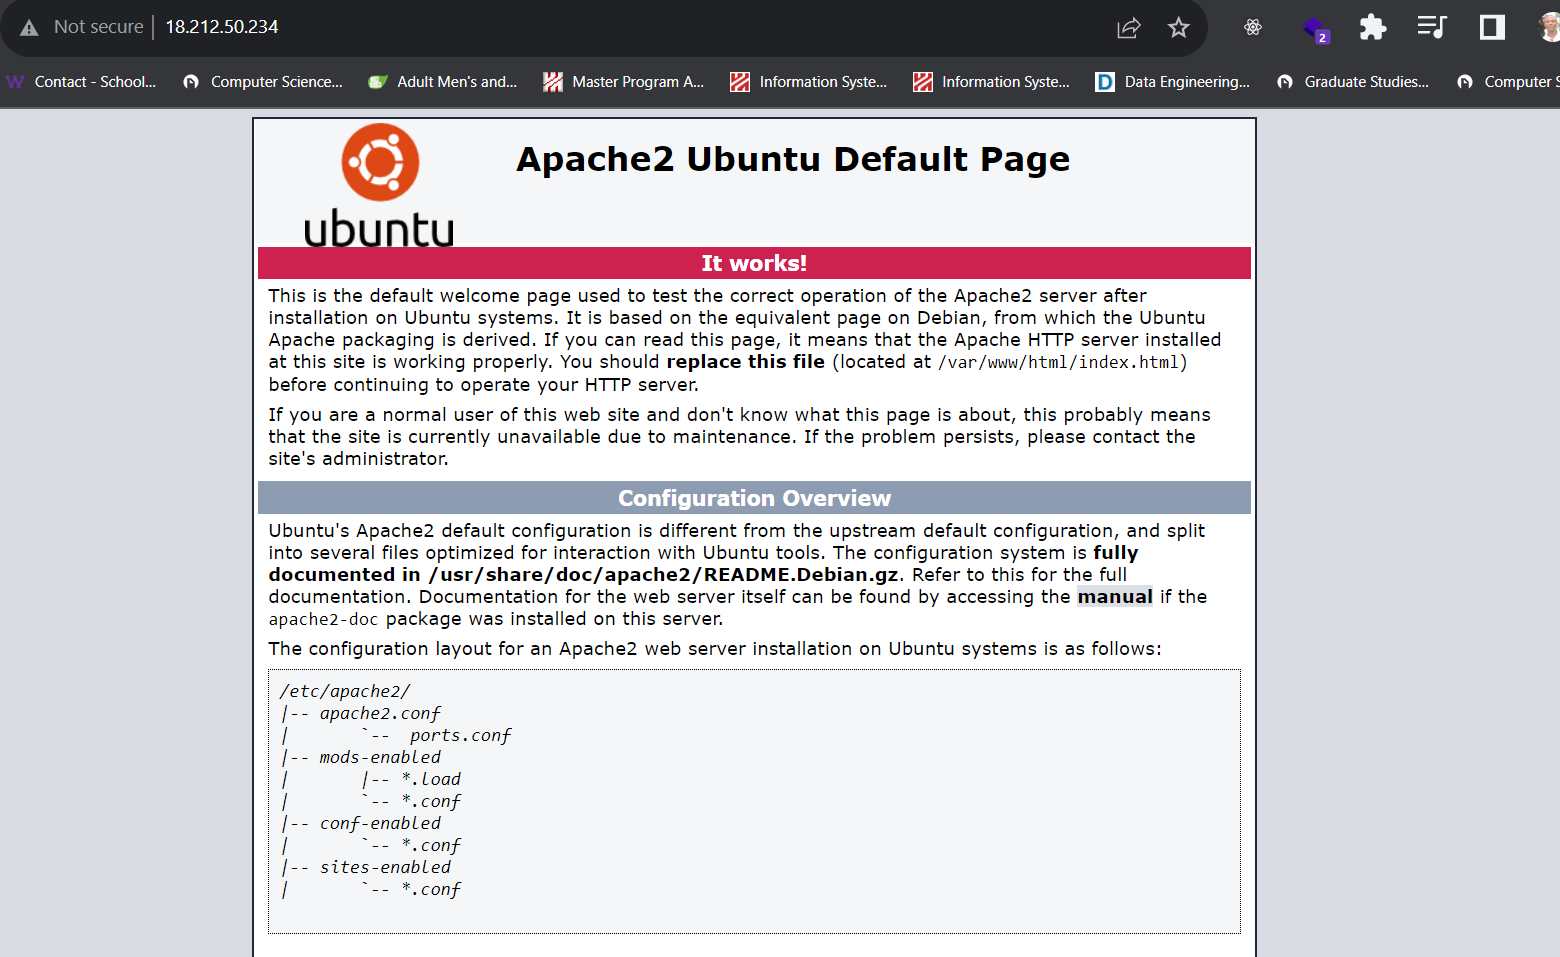 Not secure | 18.212.50.234
2
Contact - School... Computer Science... Adult Men's and... Master Program A... Information Syste... Information Syste... Data Engineering... Graduate Studies... Computer S
ubuntu
Apache2 Ubuntu Default Page
It works!
This is the default welcome page used to test the correct operation of the Apache2 server after
installation on Ubuntu systems. It is based on the equivalent page on Debian, from which the Ubuntu
Apache packaging is derived. If you can read this page, it means that the Apache HTTP server installed
at this site is working properly. You should replace this file (located at /var/www/html/index.html)
before continuing to operate your HTTP server.
If you are a normal user of this web site and don't know what this page is about, this probably means
that the site is currently unavailable due to maintenance. If the problem persists, please contact the
site's administrator.
Configuration Overview
Ubuntu's Apache2 default configuration is different from the upstream default configuration, and split
into several files optimized for interaction with Ubuntu tools. The configuration system is fully
documented in /usr/share/doc/apache2/README.Debian.gz. Refer to this for the full
documentation. Documentation for the web server itself can be found by accessing the manual if the
apache2-doc package was installed on this server.
The configuration layout for an Apache2 web server installation on Ubuntu systems is as follows:
/etc/apache2/
|-- apache2.conf
|       `--  ports.conf
|-- mods-enabled
|       |-- *.load
|       `-- *.conf
|-- conf-enabled
|       `-- *.conf
|-- sites-enabled
|       `-- *.conf